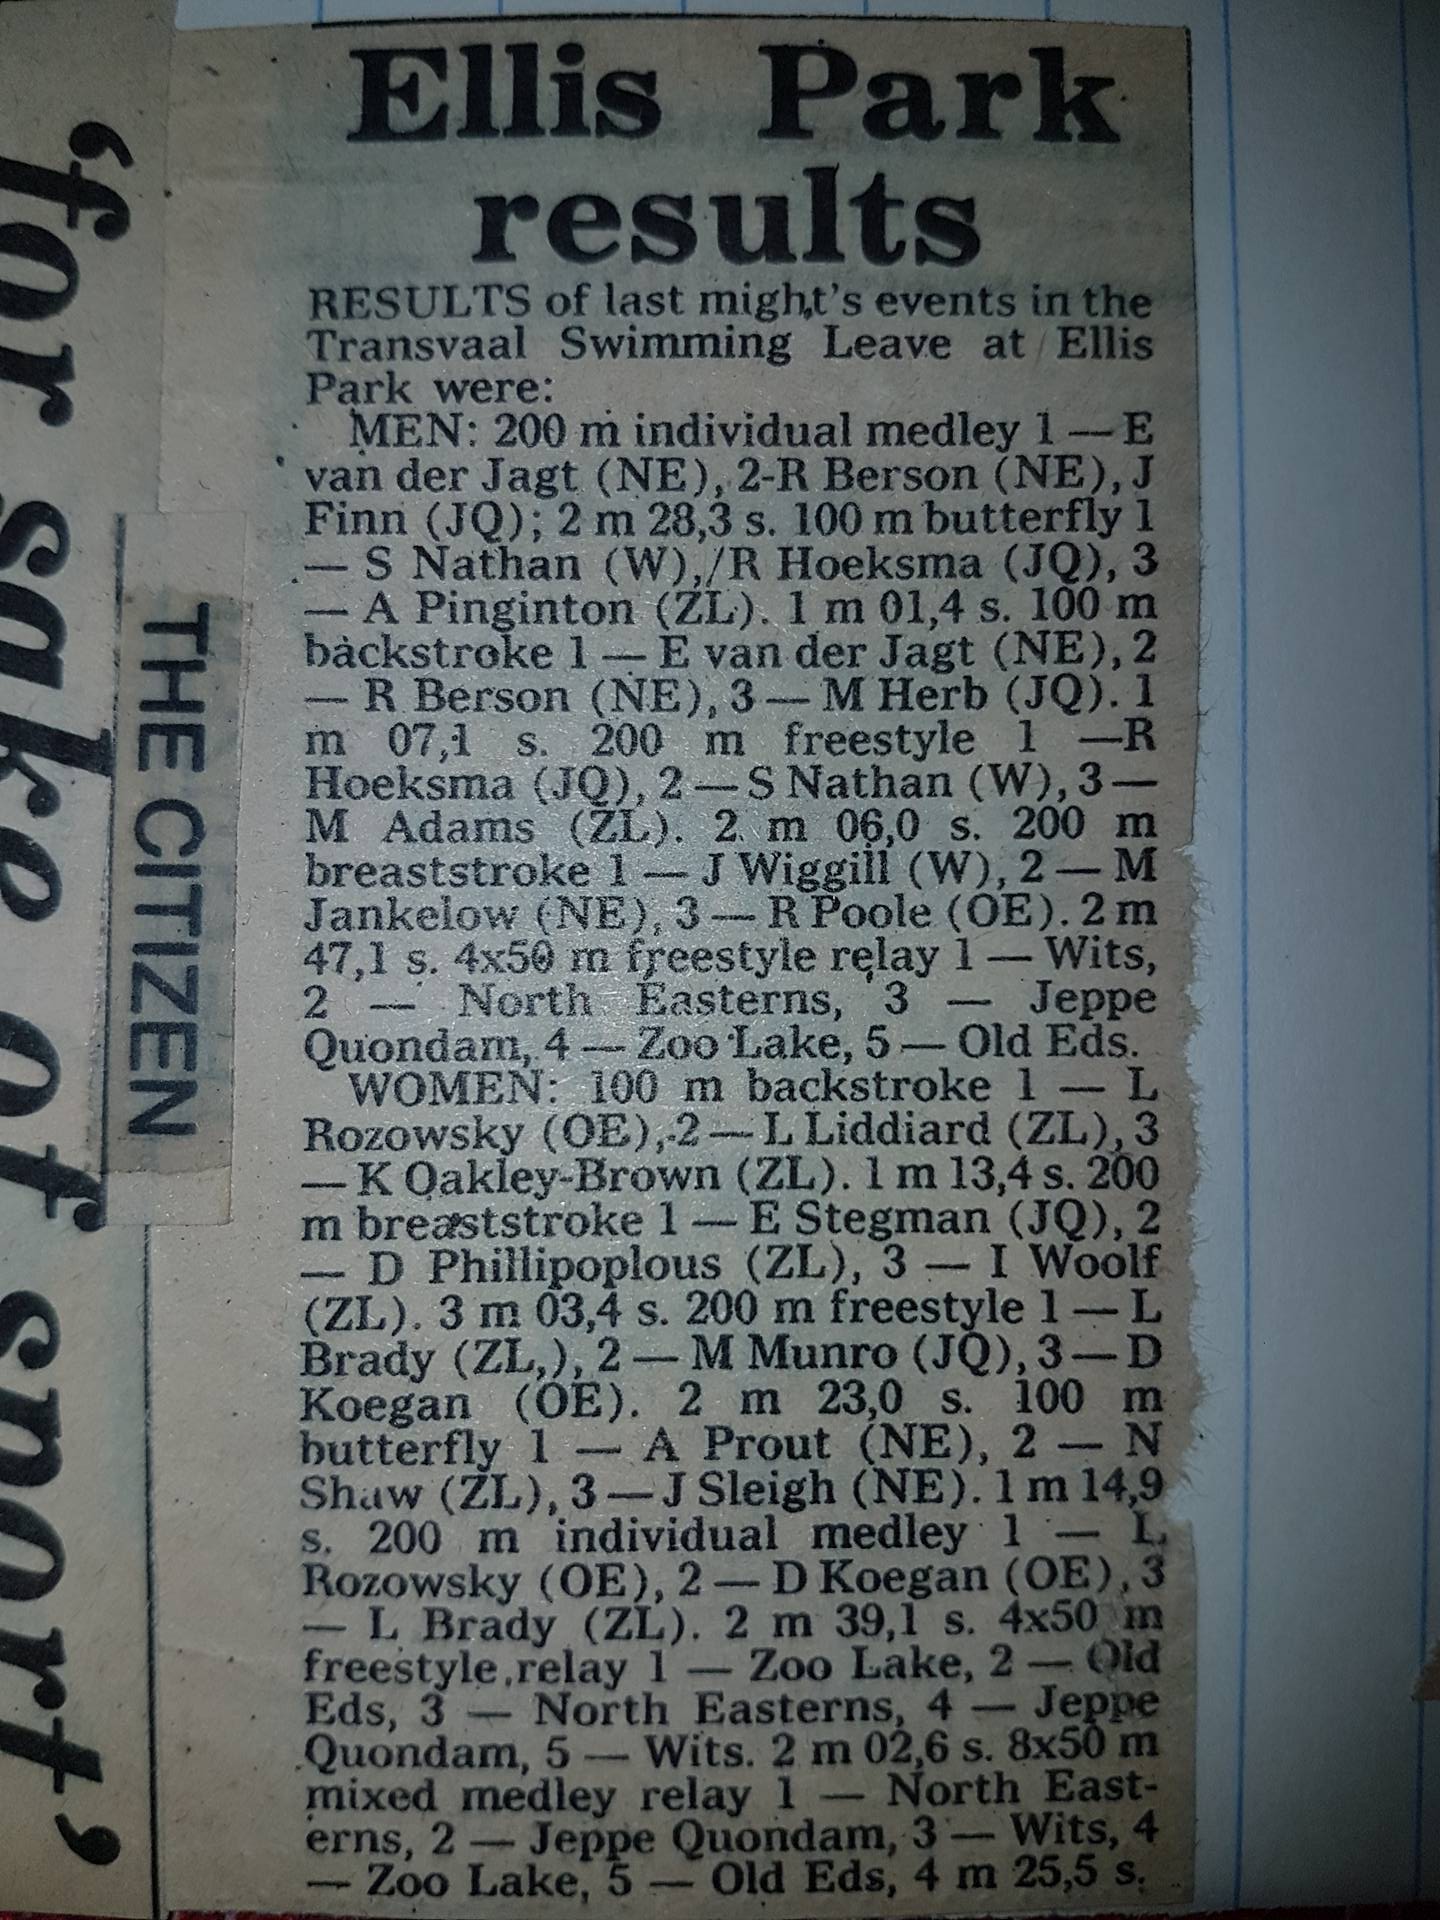 Ellis Park
results
RESULTS of last might's events in the
Transvaal Swimming Leave at Ellis
Park were:
MEN: 200 m individual medley 1 — E
van der Jagt (NE), 2-R Berson (NE), J
Finn (JQ); 2 m 28,3 s. 100 m butterfly 1
— S Nathan (W),/R Hoeksma (JQ), 3
— A Pinginton (ZL). 1 m 01,4 s. 100 m
backstroke 1 — E van der Jagt (NE), 2
— R Berson (NE), 3 — M Herb (JQ). 1
m 07,1 s. 200 m freestyle 1 —R
Hoeksma (JQ), 2 — S Nathan (W), 3 —
M Adams (ZL). 2 m 06,0 s. 200 m
breaststroke 1 — J Wiggill (W), 2 — M
Jankelow (NE), 3 — R Poole (OE). 2 m
47,1 s. 4x50 m freestyle relay 1 — Wits,
2 — North Easterns, 3 — Jeppe
Quondam, 4 — Zoo Lake, 5 — Old Eds.
WOMEN: 100 m backstroke 1 — L
Rozowsky (OE), 2 — L Liddiard (ZL), 3
— K Oakley-Brown (ZL). 1 m 13,4 s. 200
m breaststroke 1 — E Stegman (JQ), 2
— D Phillipoplous (ZL), 3 — I Woolf
(ZL). 3 m 03,4 s. 200 m freestyle 1 — L
Brady (ZL,), 2 — M Munro (JQ), 3 — D
Koegan (OE). 2 m 23,0 s. 100 m
butterfly 1 — A Prout (NE), 2 — N
Shaw (ZL), 3 — J Sleigh (NE). 1 m 14,9
s. 200 m individual medley 1 — L
Rozowsky (OE), 2 — D Koegan (OE), 3
— L Brady (ZL). 2 m 39,1 s. 4x50 m
freestyle relay 1 — Zoo Lake, 2 — Old
Eds, 3 — North Easterns, 4 — Jeppe
Quondam, 5 — Wits. 2 m 02,6 s. 8x50 m
mixed medley relay 1 — North East-
erns, 2 — Jeppe Quondam, 3 — Wits, 4
— Zoo Lake, 5 — Old Eds, 4 m 25,5 s.
THE CITIZEN
'for sake of sport'